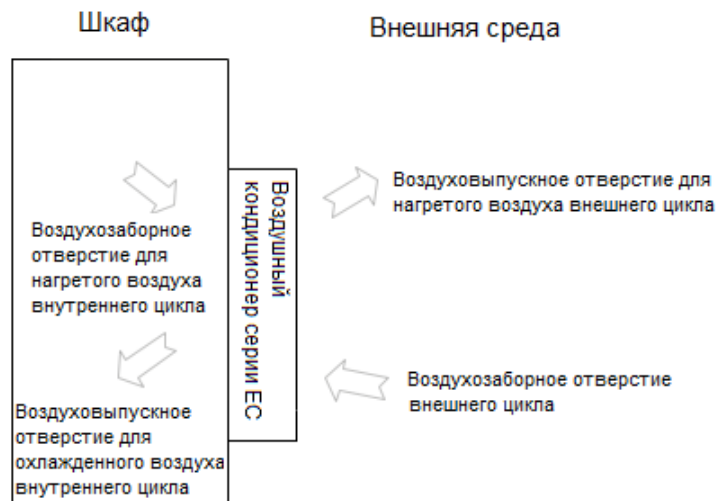 Шкаф
Внешняя среда
Воздухозаборное
отверстие для
нагретого воздуха
внутреннего цикла
Воздуховыпускное
отверстие для
охлажденного воздуха
внутреннего цикла
Воздушный
кондиционер серии ЕС
Воздуховыпускное отверстие для
нагретого воздуха внешнего цикла
Воздухозаборное отверстие
внешнего цикла